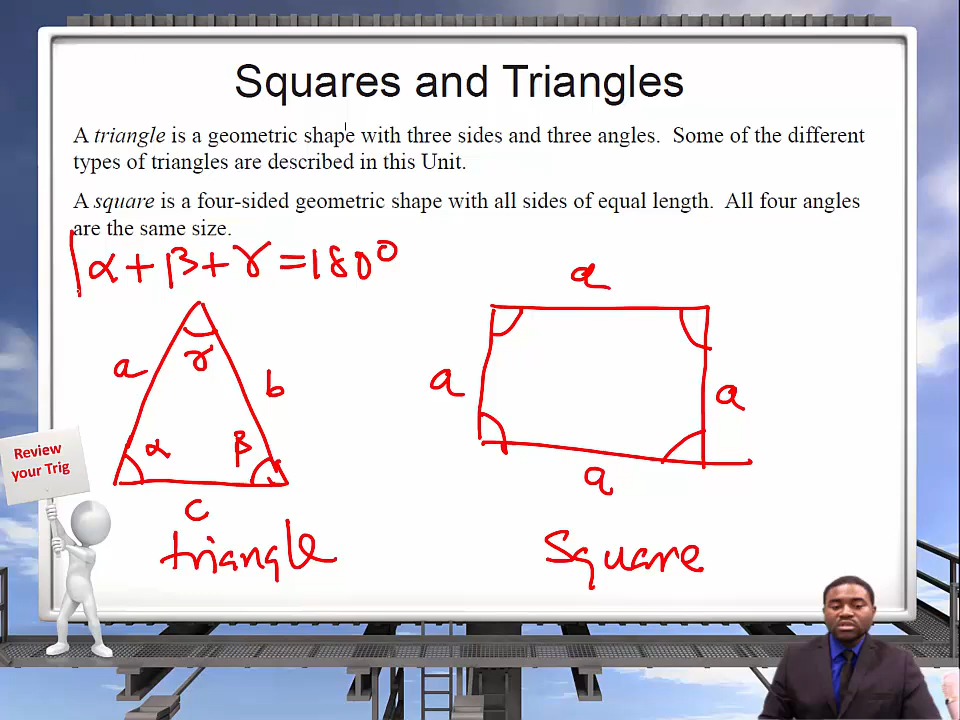 Squares and Triangles
A triangle is a geometric shape with three sides and three angles. Some of the different
types of triangles are described in this Unit.
A square is a four-sided geometric shape with all sides of equal length. All four angles
are the same size.
α+β+γ=180°
a
γ
b
α
β
c
triangle
a
a
a
a
Square
Review
your Trig